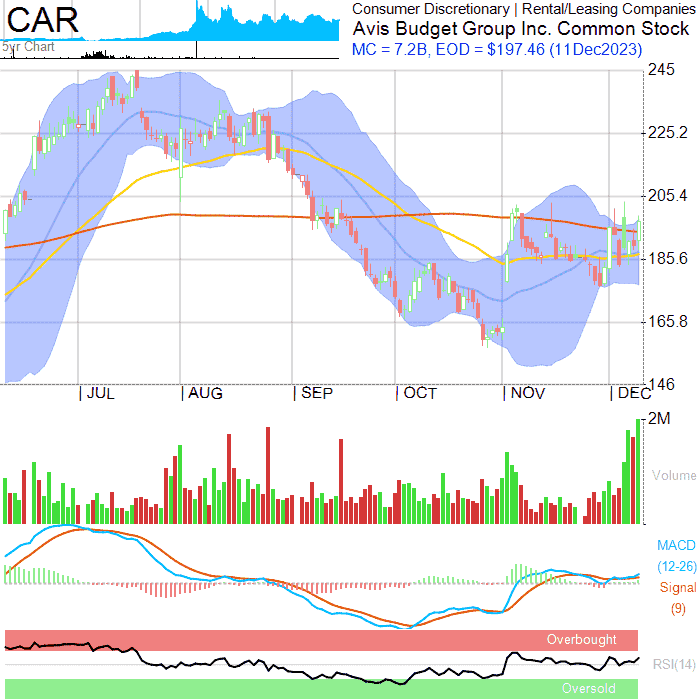 CAR
5yr Chart
Consumer Discretionary | Rental/Leasing Companies
Avis Budget Group Inc. Common Stock
MC = 7.2B, EOD = $197.46 (11Dec2023)
245
225.2
205.4
185.6
165.8
146
JUL AUG SEP OCT NOV DEC
2M
Volume
MACD
(12-26)
Signal
(9)
Overbought
RSI(14)
Oversold